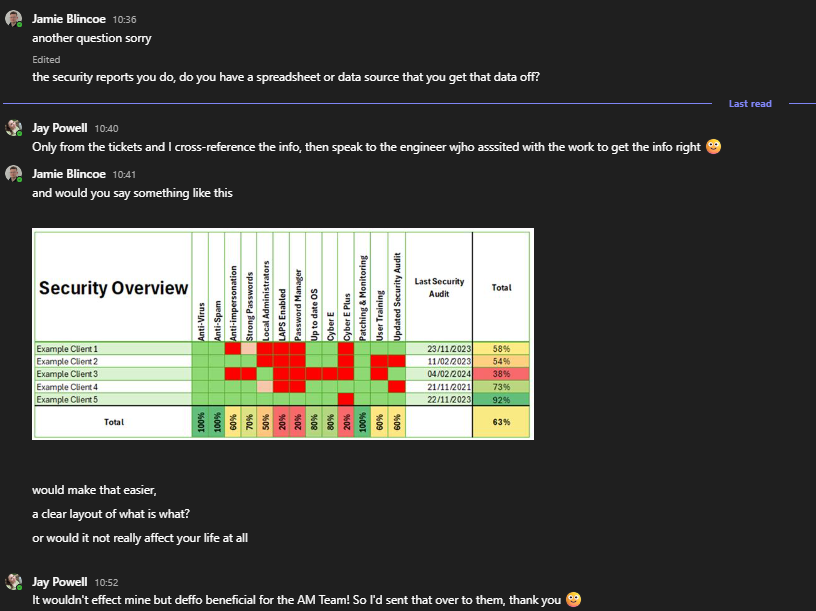 Jamie Blincoe 10:36
another question sorry
Edited
the security reports you do, do you have a spreadsheet or data source that you get that data off?
Last read
Jay Powell 10:40
Only from the tickets and I cross-reference the info, then speak to the engineer wjho asssited with the work to get the info right
Jamie Blincoe 10:41
and would you say something like this
Security Overview
Anti-Virus
Anti-Spam
Anti-impersonation
Strong Passwords
Local Administrators
LAPS Enabled
Password Manager
Up to date OS
Cyber E
Cyber E Plus
Patching & Monitoring
User Training
Updated Security Audit
Last Security
Audit
Total
Example Client 1 23/11/2023 58%
Example Client 2 11/02/2023 54%
Example Client 3 04/02/2024 38%
Example Client 4 21/11/2021 73%
Example Client 5 22/11/2023 92%
Total 100% 100% 60% 70% 50% 20% 20% 80% 80% 20% 100% 60% 60% 63%
would make that easier,
a clear layout of what is what?
or would it not really affect your life at all
Jay Powell 10:52
It wouldn't effect mine but deffo beneficial for the AM Team! So I'd sent that over to them, thank you